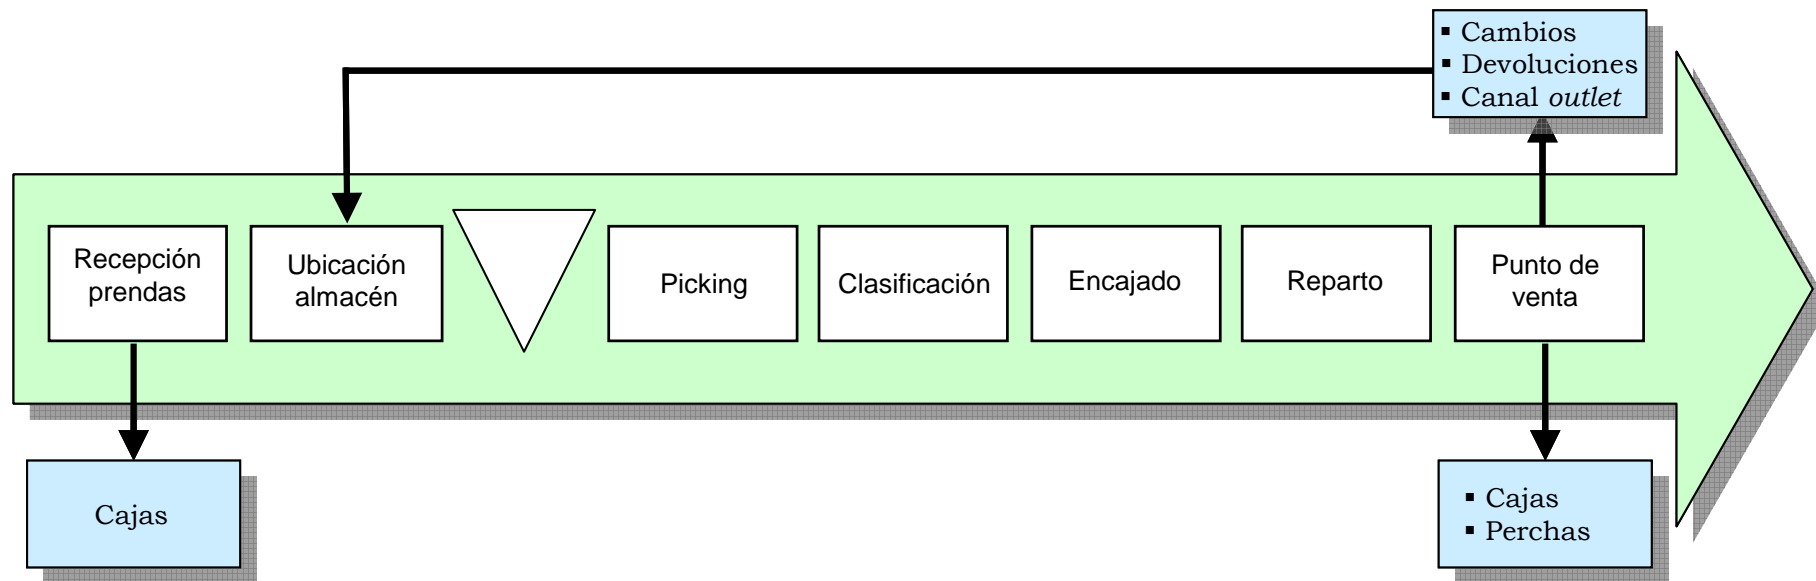 ▪ Cambios
▪ Devoluciones
▪ Canal outlet
Recepción
prendas
Ubicación
almacén
Picking
Clasificación
Encajado
Reparto
Punto de
venta
Cajas
▪ Cajas
▪ Perchas